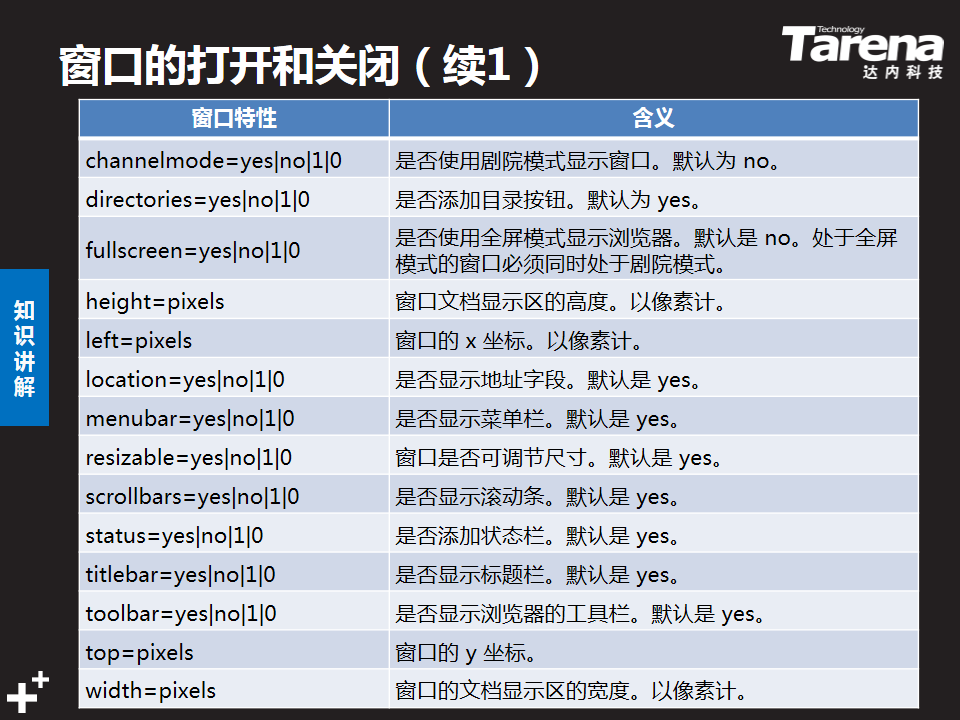 窗口的打开和关闭（续1）
Technology
Tarena
达内科技
窗口特性 含义
channelmode=yes|no|1|0 是否使用剧院模式显示窗口。默认为 no。
directories=yes|no|1|0 是否添加目录按钮。默认为 yes。
fullscreen=yes|no|1|0 是否使用全屏模式显示浏览器。默认是 no。处于全屏
模式的窗口必须同时处于剧院模式。
height=pixels 窗口文档显示区的高度。以像素计。
left=pixels 窗口的 x 坐标。以像素计。
location=yes|no|1|0 是否显示地址字段。默认是 yes。
menubar=yes|no|1|0 是否显示菜单栏。默认是 yes。
resizable=yes|no|1|0 窗口是否可调节尺寸。默认是 yes。
scrollbars=yes|no|1|0 是否显示滚动条。默认是 yes。
status=yes|no|1|0 是否添加状态栏。默认是 yes。
titlebar=yes|no|1|0 是否显示标题栏。默认是 yes。
toolbar=yes|no|1|0 是否显示浏览器的工具栏。默认是 yes。
top=pixels 窗口的 y 坐标。
width=pixels 窗口的文档显示区的宽度。以像素计。
知识讲解